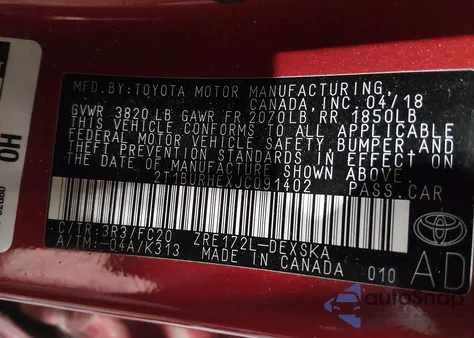 MFD.BY:TOYOTA MOTOR MANUFACTURING,
CANADA, INC. 04/18
GVWR 3820LB GAWR FR 2070LB RR 1850LB
THIS VEHICLE CONFORMS TO ALL APPLICABLE
FEDERAL MOTOR VEHICLE SAFETY, BUMPER, AND
THEFT PREVENTION STANDARDS IN EFFECT ON
THE DATE OF MANUFACTURE SHOWN ABOVE.
2T1BURHEXJC091402 PASS.CAR
C/TR:3R3/FC20 ZRE172L-DEXSKA
A/TM:-04A/K313 MADE IN CANADA 010
AD
HO
autoSnap